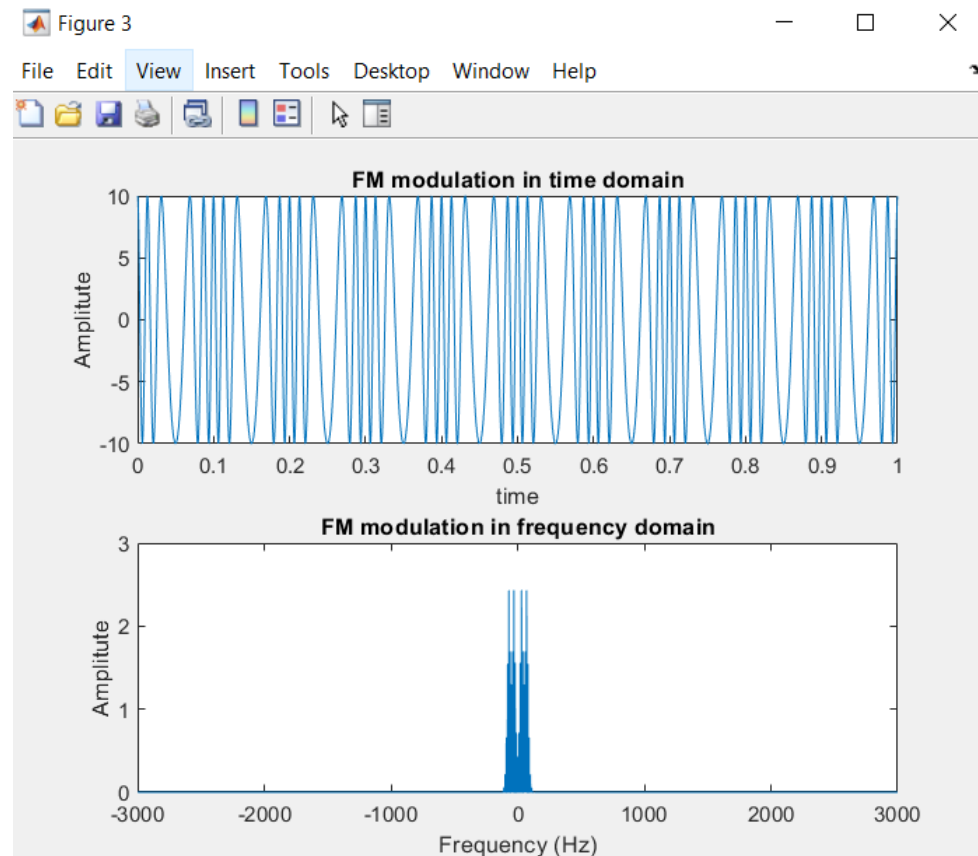 Figure 3
File Edit View Insert Tools Desktop Window Help
FM modulation in time domain
10
5
0
-5
-10
Amplitute
0 0.1 0.2 0.3 0.4 0.5 0.6 0.7 0.8 0.9 1
time
FM modulation in frequency domain
3
2
1
0
Amplitute
-3000 -2000 -1000 0 1000 2000 3000
Frequency (Hz)